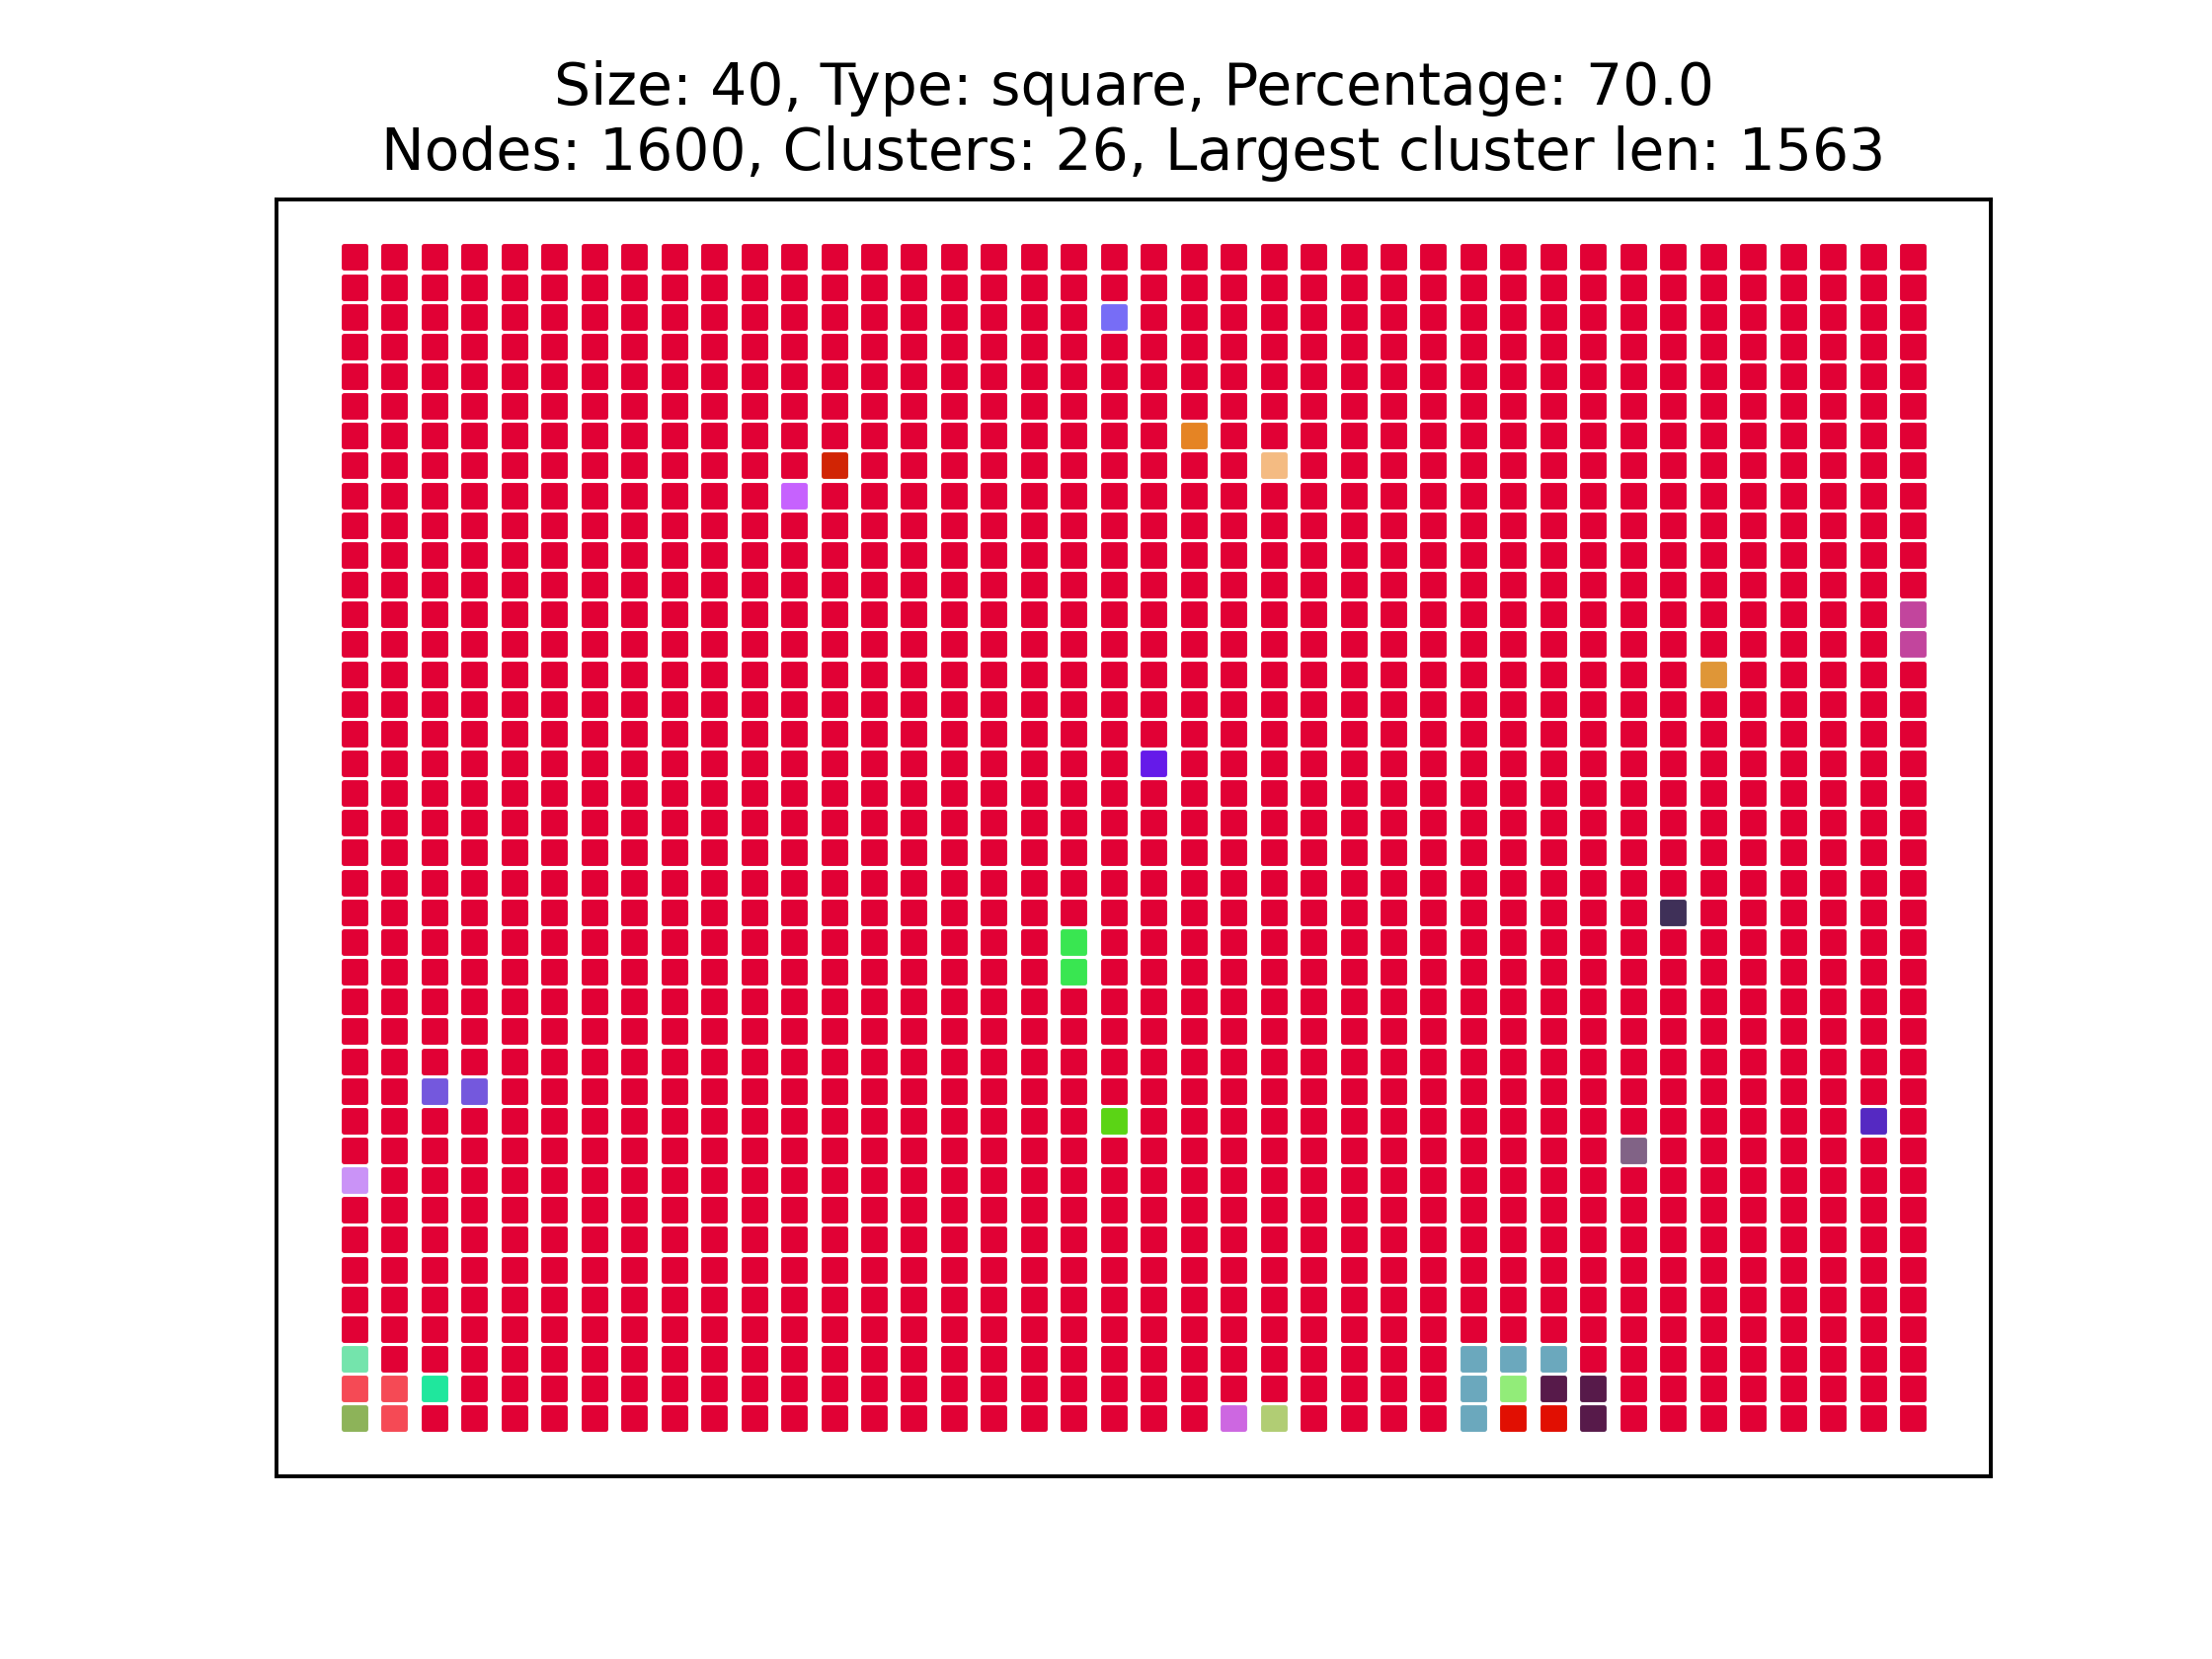 Size: 40, Type: square, Percentage: 70.0
Nodes: 1600, Clusters: 26, Largest cluster len: 1563